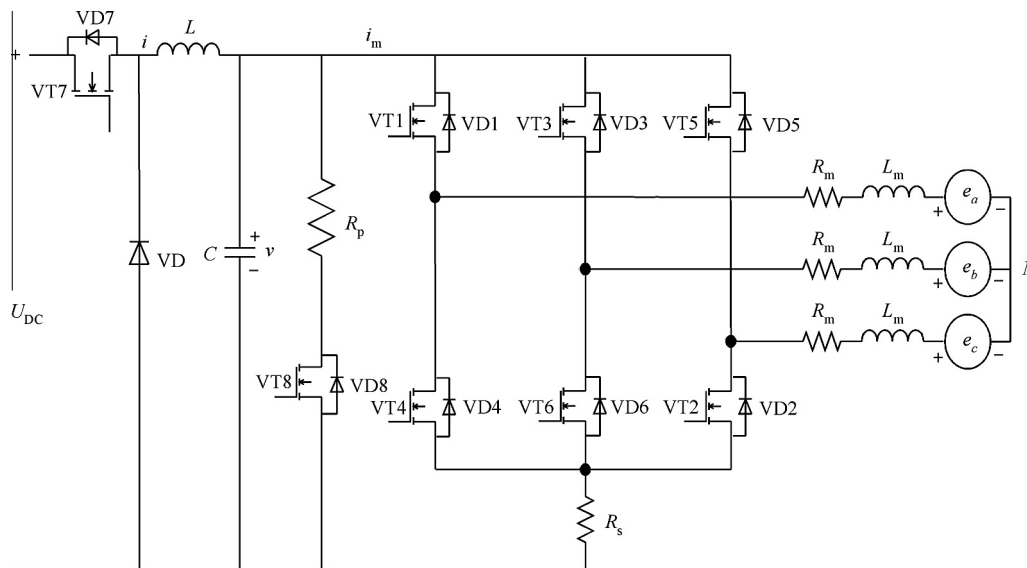 VD7
i
L
i_m
+
VT7
VT1
VD1
VT3
VD3
VT5
VD5
R_m
L_m
+
e_a
−
R_p
VD
C
+
v
−
R_m
L_m
+
e_b
−
U_DC
R_m
L_m
+
e_c
−
VT8
VD8
VT4
VD4
VT6
VD6
VT2
VD2
R_s